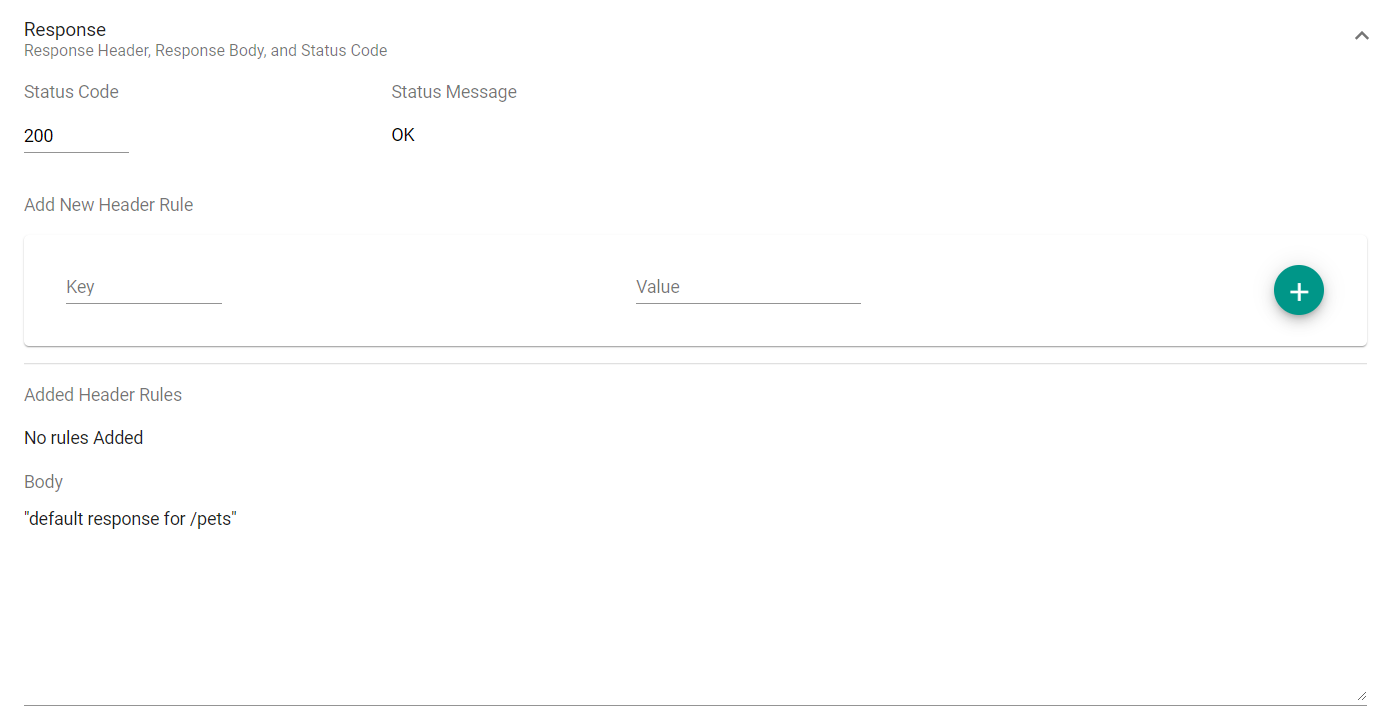 Response
Response Header, Response Body, and Status Code
Status Code
Status Message
200
OK
Add New Header Rule
Key
Value
Added Header Rules
No rules Added
Body
"default response for /pets"